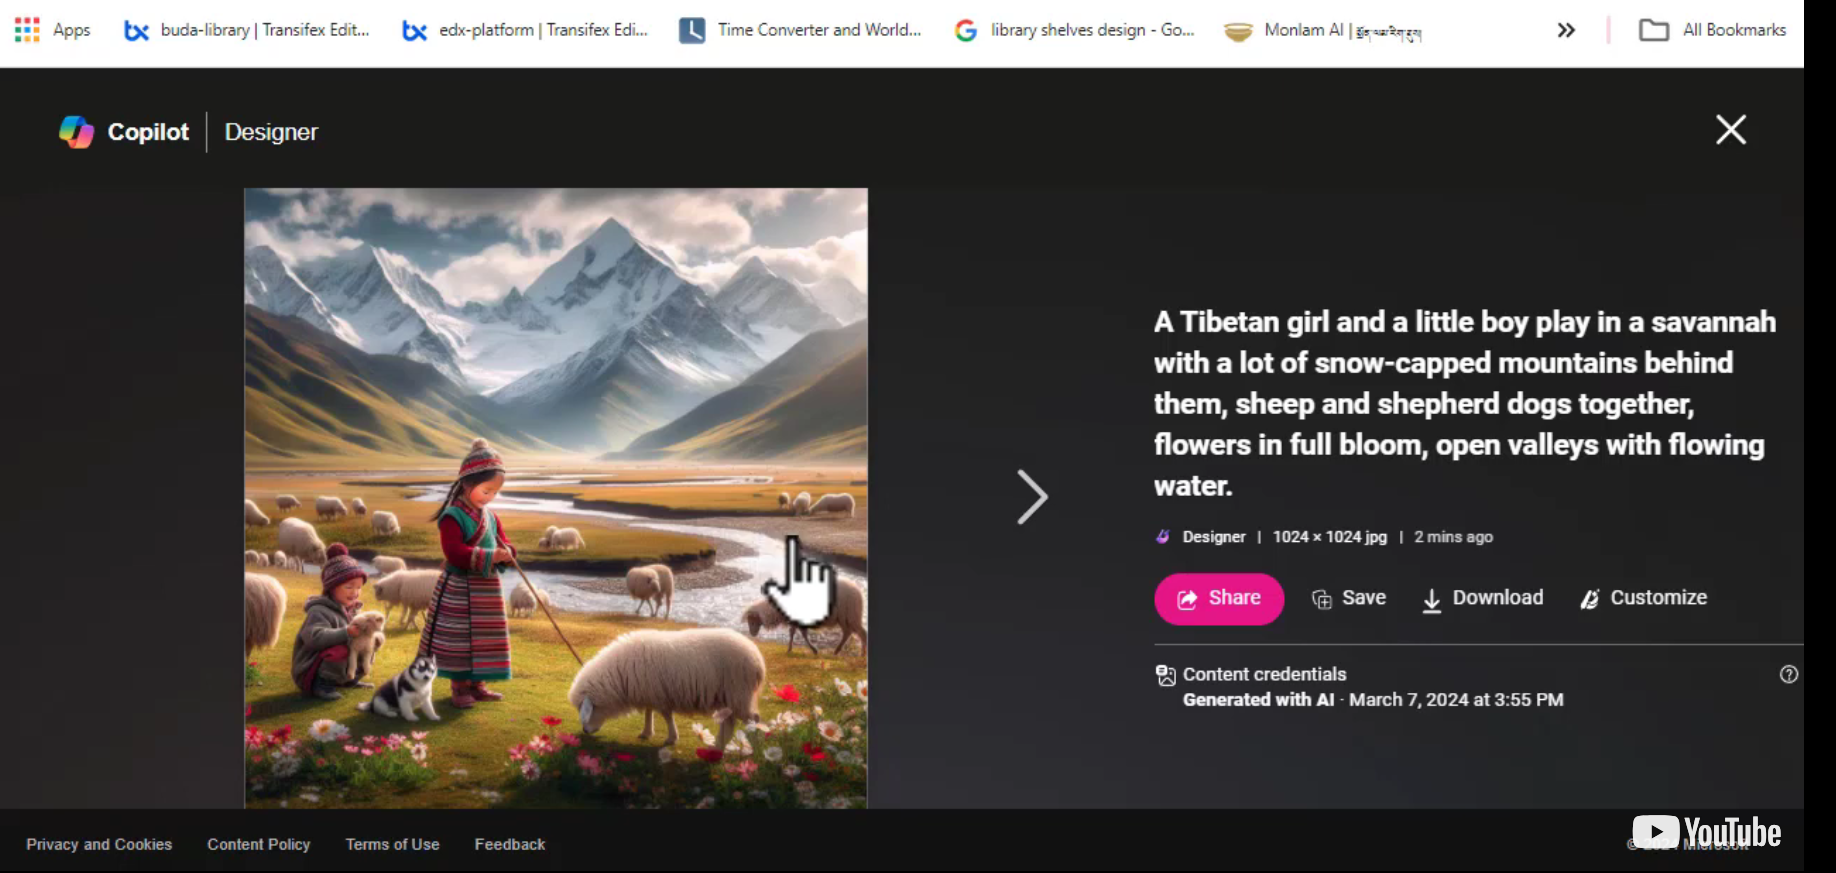 Apps
buda-library | Transifex Edit...
edx-platform | Transifex Edi...
Time Converter and World...
library shelves design - Go...
Monlam AI | སྨོན་ལམ་རིག་ནུས།
All Bookmarks
Copilot | Designer
A Tibetan girl and a little boy play in a savannah
with a lot of snow-capped mountains behind
them, sheep and shepherd dogs together,
flowers in full bloom, open valleys with flowing
water.
Designer | 1024 × 1024 jpg | 2 mins ago
Share
Save
Download
Customize
Content credentials
Generated with AI · March 7, 2024 at 3:55 PM
Privacy and Cookies
Content Policy
Terms of Use
Feedback
YouTube